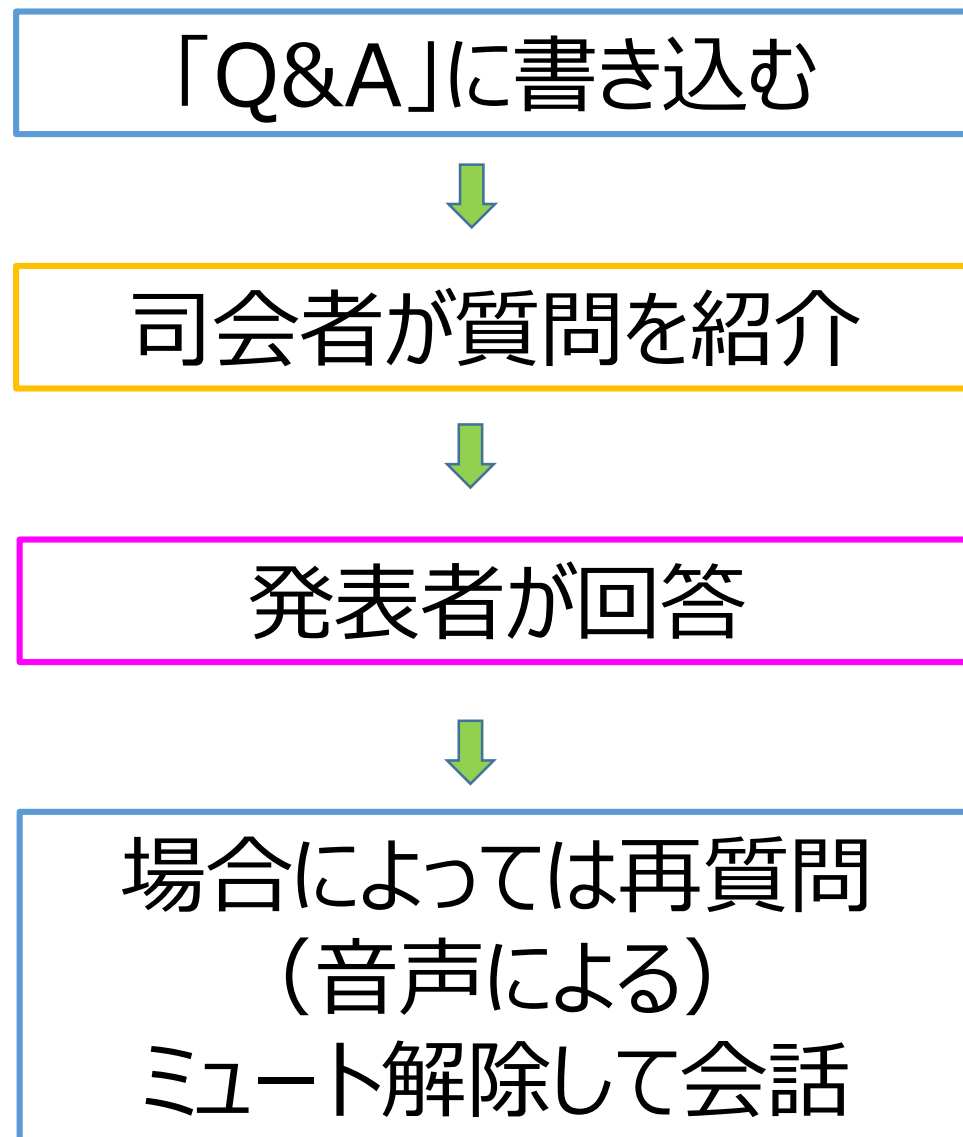 「Q&A」に書き込む
司会者が質問を紹介
発表者が回答
場合によっては再質問
（音声による）
ミュート解除して会話